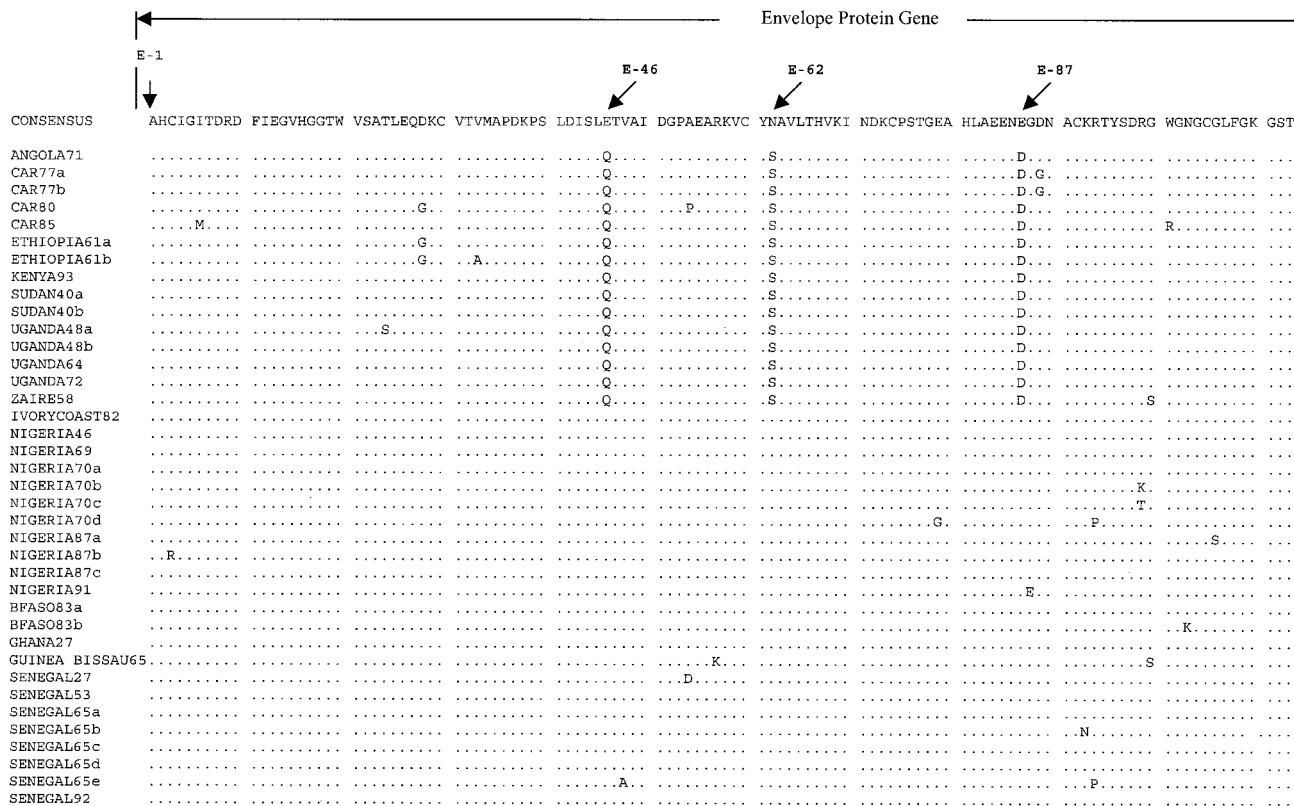 Envelope Protein Gene
E-1
E-46 E-62 E-87
CONSENSUS AHCIGITDRD FIEGVHGGTW VSATLEQDKC VTVMAPDKPS LDISLETVAI DGPAEARKVC YNAVLTHVKI NDKCPSTGEA HLAEENEGDN ACKRTYSDRG WGNGCGLFGK GST
ANGOLA71 .......... .......... .......... .......... .....Q.... .......... .S........ .......... ......D... .......... .......... ...
CAR77a .......... .......... .......... .......... .....Q.... .......... .S........ .......... ......D.G. .......... .......... ...
CAR77b .......... .......... .......... .......... .....Q.... .......... .S........ .......... ......D.G. .......... .......... ...
CAR80 .......... .......... .......G.. .......... .....Q.... ...P...... .S........ .......... ......D... .......... .......... ...
CAR85 .....M.... .......... .......... .......... .....Q.... .......... .S........ .......... ......D... .......... R......... ...
ETHIOPIA61a .......... .......... .......G.. .......... .....Q.... .......... .S........ .......... ......D... .......... .......... ...
ETHIOPIA61b .......... .......... .......G.. ..A....... .....Q.... .......... .S........ .......... ......D... .......... .......... ...
KENYA93 .......... .......... .......... .......... .....Q.... .......... .S........ .......... ......D... .......... .......... ...
SUDAN40a .......... .......... .......... .......... .....Q.... .......... .S........ .......... ......D... .......... .......... ...
SUDAN40b .......... .......... .......... .......... .....Q.... .......... .S........ .......... ......D... .......... .......... ...
UGANDA48a .......... .......... ...S...... .......... .....Q.... .......... .S........ .......... ......D... .......... .......... ...
UGANDA48b .......... .......... .......... .......... .....Q.... .......... .S........ .......... ......D... .......... .......... ...
UGANDA64 .......... .......... .......... .......... .....Q.... .......... .S........ .......... ......D... .......... .......... ...
UGANDA72 .......... .......... .......... .......... .....Q.... .......... .S........ .......... ......D... .......... .......... ...
ZAIRE58 .......... .......... .......... .......... .....Q.... .......... .S........ .......... ......D... .........S .......... ...
IVORYCOAST82 .......... .......... .......... .......... .......... .......... .......... .......... .......... .......... .......... ...
NIGERIA46 .......... .......... .......... .......... .......... .......... .......... .......... .......... .......... .......... ...
NIGERIA69 .......... .......... .......... .......... .......... .......... .......... .......... .......... .......... .......... ...
NIGERIA70a .......... .......... .......... .......... .......... .......... .......... .......... .......... .......... .......... ...
NIGERIA70b .......... .......... .......... .......... .......... .......... .......... .......... .......... ........K. .......... ...
NIGERIA70c .......... .......... .......... .......... .......... .......... .......... .......... .......... ........T. .......... ...
NIGERIA70d .......... .......... .......... .......... .......... .......... .......... ........G. .......... ...P...... .......... ...
NIGERIA87a .......... .......... .......... .......... .......... .......... .......... .......... .......... .......... .....S.... ...
NIGERIA87b ..R....... .......... .......... .......... .......... .......... .......... .......... .......... .......... .......... ...
NIGERIA87c .......... .......... .......... .......... .......... .......... .......... .......... .......... .......... .......... ...
NIGERIA91 .......... .......... .......... .......... .......... .......... .......... .......... .......E.. .......... .......... ...
BFASO83a .......... .......... .......... .......... .......... .......... .......... .......... .......... .......... .......... ...
BFASO83b .......... .......... .......... .......... .......... .......... .......... .......... .......... .......... ..K....... ...
GHANA27 .......... .......... .......... .......... .......... .......... .......... .......... .......... .......... .......... ...
GUINEA BISSAU65 .......... .......... .......... .......... .......... ......K... .......... .......... .......... .........S .......... ...
SENEGAL27 .......... .......... .......... .......... .......... ...D...... .......... .......... .......... .......... .......... ...
SENEGAL53 .......... .......... .......... .......... .......... .......... .......... .......... .......... .......... .......... ...
SENEGAL65a .......... .......... .......... .......... .......... .......... .......... .......... .......... .......... .......... ...
SENEGAL65b .......... .......... .......... .......... .......... .......... .......... .......... .......... ..N....... .......... ...
SENEGAL65c .......... .......... .......... .......... .......... .......... .......... .......... .......... .......... .......... ...
SENEGAL65d .......... .......... .......... .......... .......... .......... .......... .......... .......... .......... .......... ...
SENEGAL65e .......... .......... .......... .......... .......A.. .......... .......... .......... .......... ...P...... .......... ...
SENEGAL92 .......... .......... .......... .......... .......... .......... .......... .......... .......... .......... .......... ...